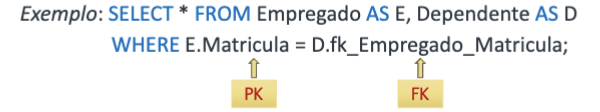 Exemplo: SELECT * FROM Empregado AS E, Dependente AS D
WHERE E.Matricula = D.fk_Empregado_Matricula;
PK FK